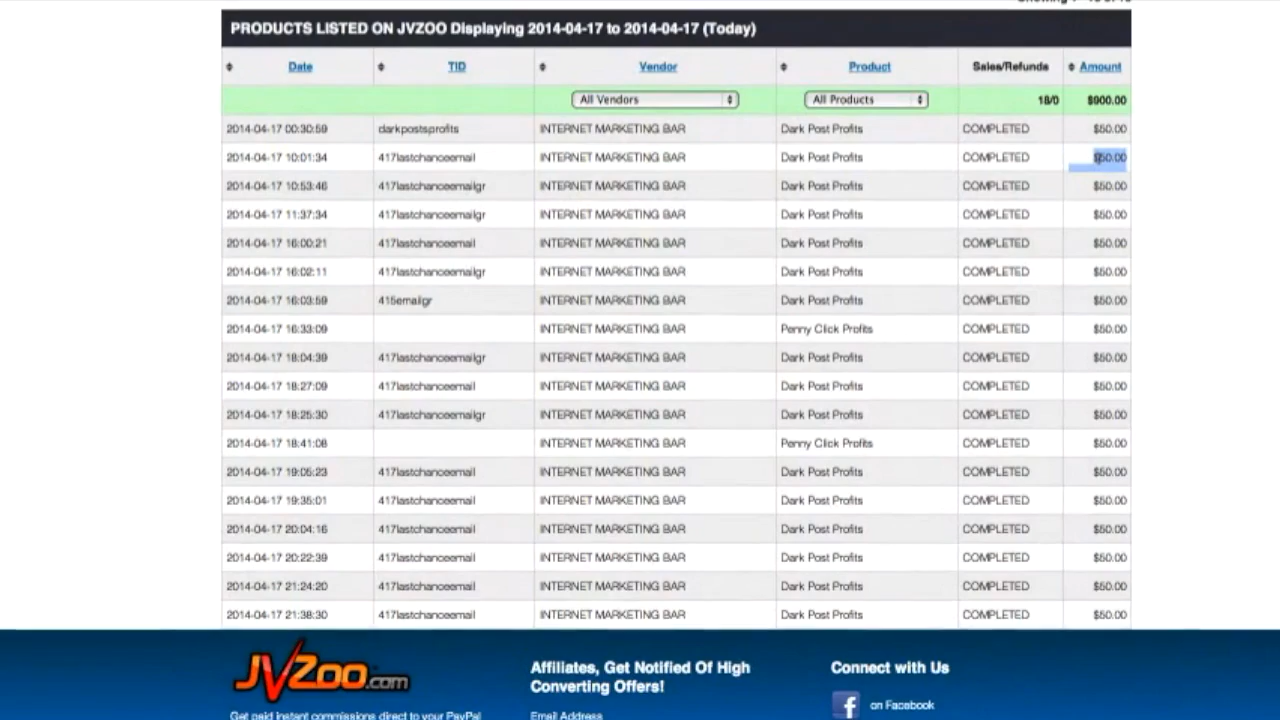 PRODUCTS LISTED ON JVZOO Displaying 2014-04-17 to 2014-04-17 (Today)
Date TID Vendor Product Sales/Refunds Amount
All Vendors All Products 18/0 $900.00
2014-04-17 00:30:59 darkpostsprofits INTERNET MARKETING BAR Dark Post Profits COMPLETED $50.00
2014-04-17 10:01:34 417lastchanceemail INTERNET MARKETING BAR Dark Post Profits COMPLETED $50.00
2014-04-17 10:53:46 417lastchanceemailgr INTERNET MARKETING BAR Dark Post Profits COMPLETED $50.00
2014-04-17 11:37:34 417lastchanceemailgr INTERNET MARKETING BAR Dark Post Profits COMPLETED $50.00
2014-04-17 16:00:21 417lastchanceemail INTERNET MARKETING BAR Dark Post Profits COMPLETED $50.00
2014-04-17 16:02:11 417lastchanceemailgr INTERNET MARKETING BAR Dark Post Profits COMPLETED $50.00
2014-04-17 16:03:59 415emailgr INTERNET MARKETING BAR Dark Post Profits COMPLETED $50.00
2014-04-17 16:33:09 INTERNET MARKETING BAR Penny Click Profits COMPLETED $50.00
2014-04-17 18:04:39 417lastchanceemailgr INTERNET MARKETING BAR Dark Post Profits COMPLETED $50.00
2014-04-17 18:27:09 417lastchanceemail INTERNET MARKETING BAR Dark Post Profits COMPLETED $50.00
2014-04-17 18:25:30 417lastchanceemailgr INTERNET MARKETING BAR Dark Post Profits COMPLETED $50.00
2014-04-17 18:41:08 INTERNET MARKETING BAR Penny Click Profits COMPLETED $50.00
2014-04-17 19:05:23 417lastchanceemail INTERNET MARKETING BAR Dark Post Profits COMPLETED $50.00
2014-04-17 19:35:01 417lastchanceemail INTERNET MARKETING BAR Dark Post Profits COMPLETED $50.00
2014-04-17 20:04:16 417lastchanceemail INTERNET MARKETING BAR Dark Post Profits COMPLETED $50.00
2014-04-17 20:22:39 417lastchanceemail INTERNET MARKETING BAR Dark Post Profits COMPLETED $50.00
2014-04-17 21:24:20 417lastchanceemail INTERNET MARKETING BAR Dark Post Profits COMPLETED $50.00
2014-04-17 21:38:30 417lastchanceemail INTERNET MARKETING BAR Dark Post Profits COMPLETED $50.00
JVZoo.com
Get paid instant commissions direct to your PayPal
Affiliates, Get Notified Of High
Converting Offers!
Email Address
Connect with Us
on Facebook